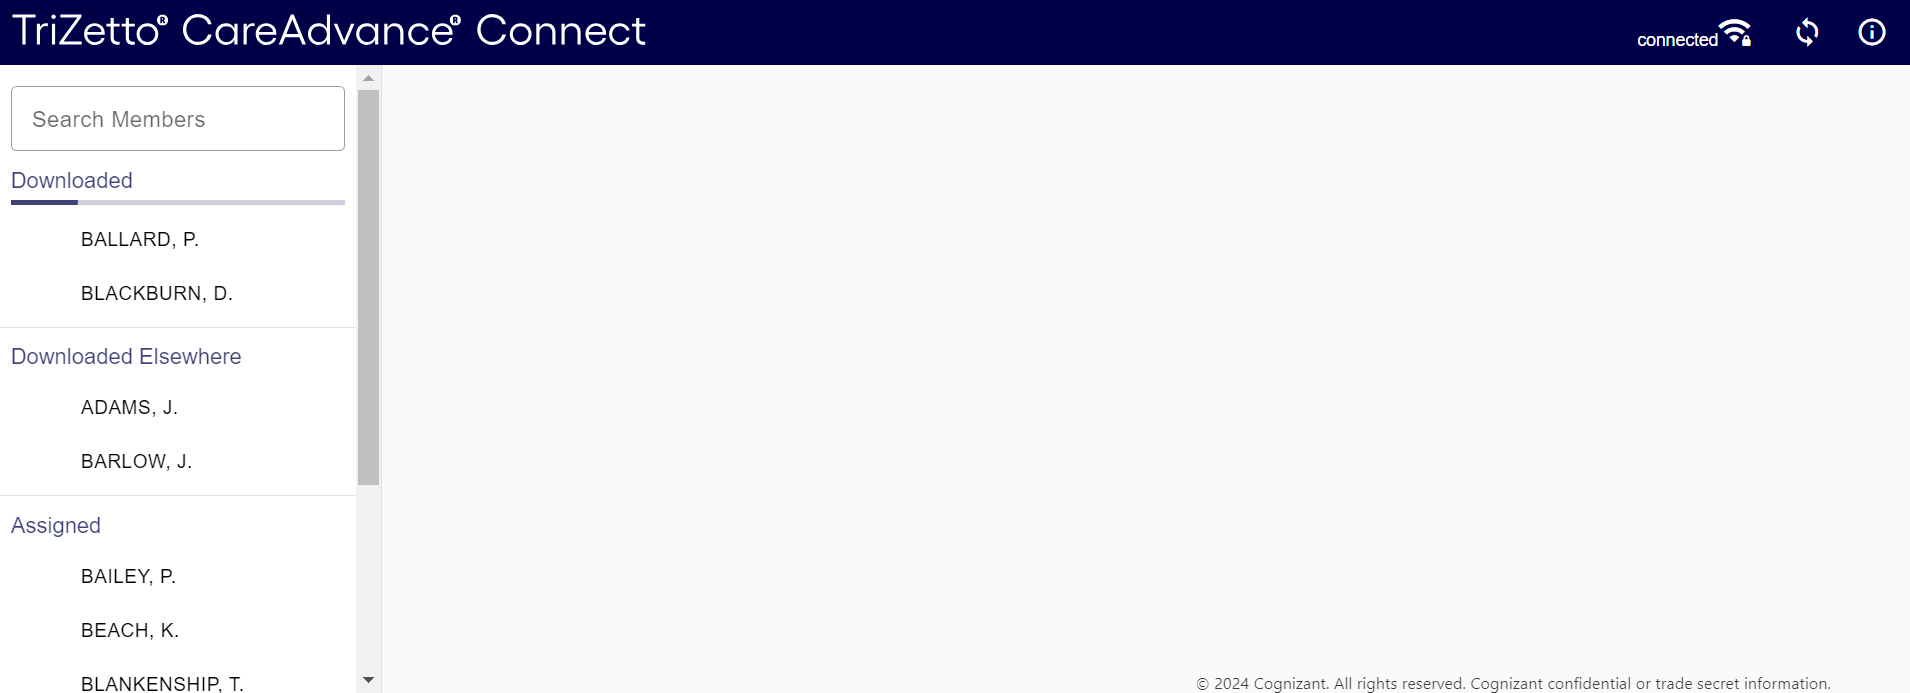 TriZetto® CareAdvance® Connect
connected
Search Members
Downloaded
BALLARD, P.
BLACKBURN, D.
Downloaded Elsewhere
ADAMS, J.
BARLOW, J.
Assigned
BAILEY, P.
BEACH, K.
BLANKENSHIP, T.
© 2024 Cognizant. All rights reserved. Cognizant confidential or trade secret information.